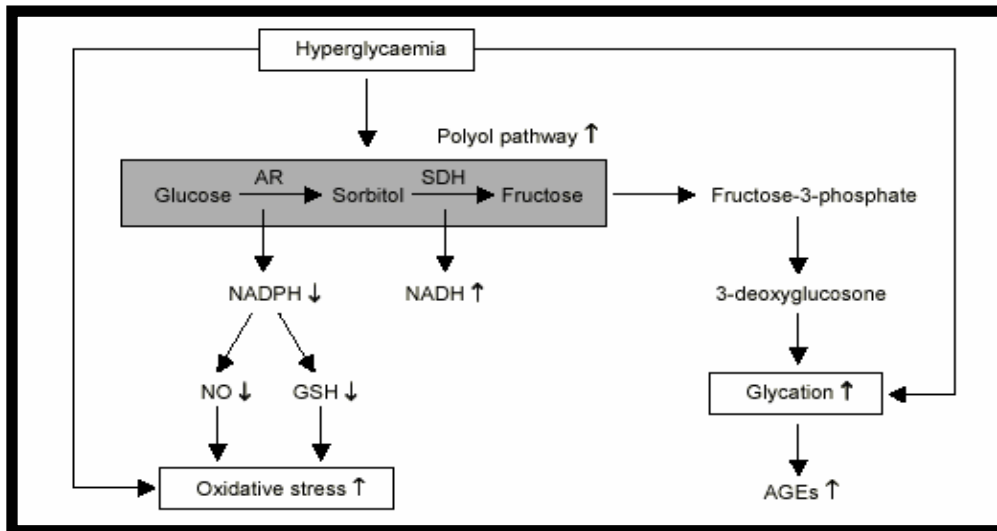 Hyperglycaemia
Polyol pathway ↑
AR
SDH
Glucose
Sorbitol
Fructose
Fructose-3-phosphate
NADPH ↓
NADH ↑
3-deoxyglucosone
NO ↓
GSH ↓
Glycation ↑
Oxidative stress ↑
AGEs ↑